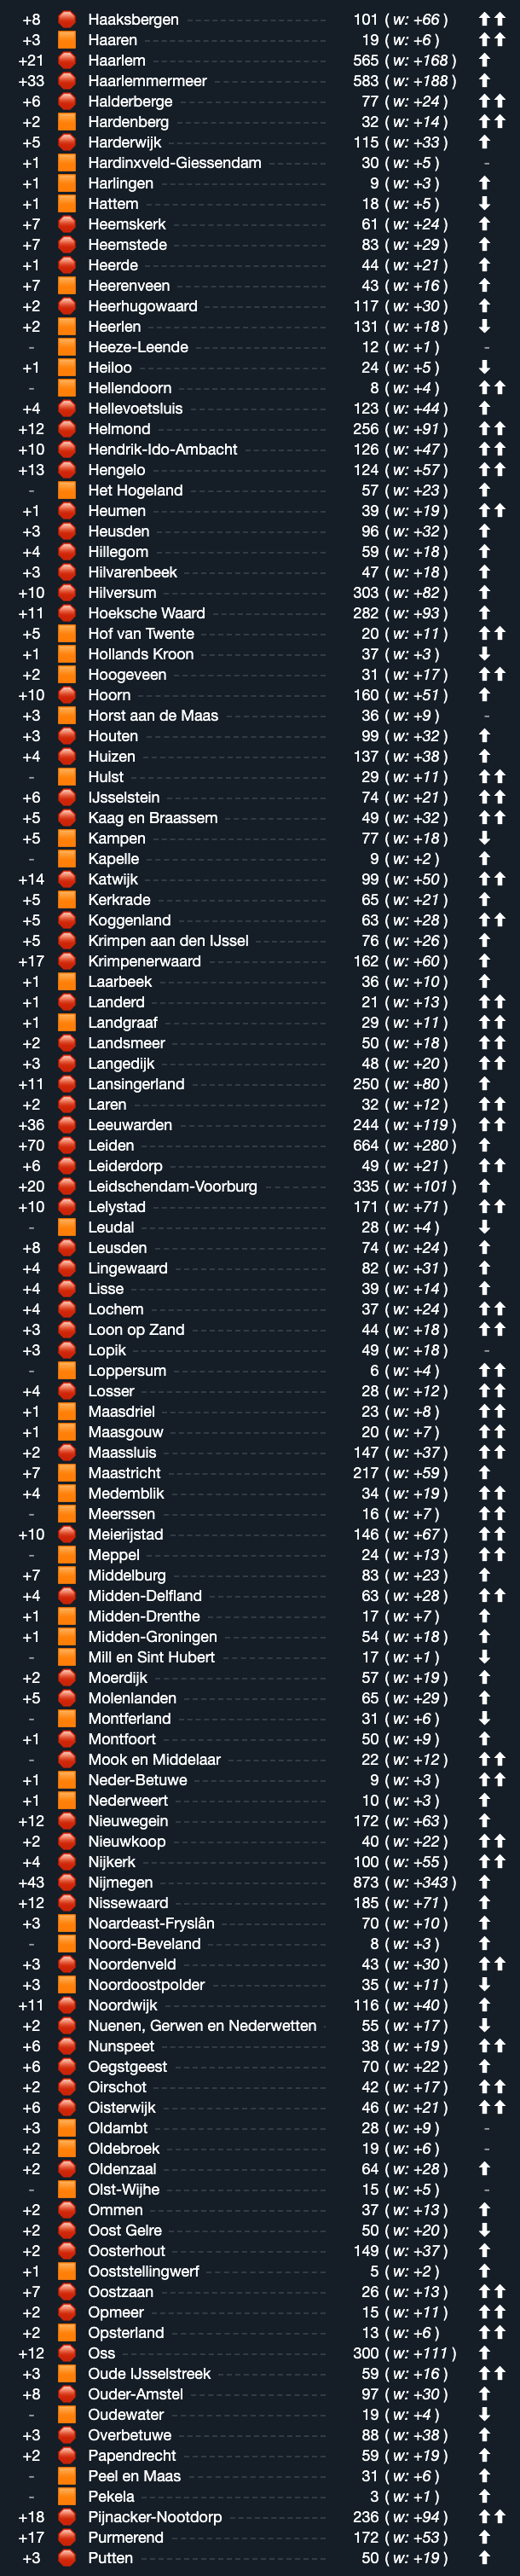 +8 Haaksbergen 101 ( w: +66 )
+3 Haaren 19 ( w: +6 )
+21 Haarlem 565 ( w: +168 )
+33 Haarlemmermeer 583 ( w: +188 )
+6 Halderberge 77 ( w: +24 )
+2 Hardenberg 32 ( w: +14 )
+5 Harderwijk 115 ( w: +33 )
+1 Hardinxveld-Giessendam 30 ( w: +5 ) -
+1 Harlingen 9 ( w: +3 )
+1 Hattem 18 ( w: +5 )
+7 Heemskerk 61 ( w: +24 )
+7 Heemstede 83 ( w: +29 )
+1 Heerde 44 ( w: +21 )
+7 Heerenveen 43 ( w: +16 )
+2 Heerhugowaard 117 ( w: +30 )
+2 Heerlen 131 ( w: +18 )
- Heeze-Leende 12 ( w: +1 ) -
+1 Heiloo 24 ( w: +5 )
- Hellendoorn 8 ( w: +4 )
+4 Hellevoetsluis 123 ( w: +44 )
+12 Helmond 256 ( w: +91 )
+10 Hendrik-Ido-Ambacht 126 ( w: +47 )
+13 Hengelo 124 ( w: +57 )
- Het Hogeland 57 ( w: +23 )
+1 Heumen 39 ( w: +19 )
+3 Heusden 96 ( w: +32 )
+4 Hillegom 59 ( w: +18 )
+3 Hilvarenbeek 47 ( w: +18 )
+10 Hilversum 303 ( w: +82 )
+11 Hoeksche Waard 282 ( w: +93 )
+5 Hof van Twente 20 ( w: +11 )
+1 Hollands Kroon 37 ( w: +3 )
+2 Hoogeveen 31 ( w: +17 )
+10 Hoorn 160 ( w: +51 )
+3 Horst aan de Maas 36 ( w: +9 ) -
+3 Houten 99 ( w: +32 )
+4 Huizen 137 ( w: +38 )
- Hulst 29 ( w: +11 )
+6 IJsselstein 74 ( w: +21 )
+5 Kaag en Braassem 49 ( w: +32 )
+5 Kampen 77 ( w: +18 )
- Kapelle 9 ( w: +2 )
+14 Katwijk 99 ( w: +50 )
+5 Kerkrade 65 ( w: +21 )
+5 Koggenland 63 ( w: +28 )
+5 Krimpen aan den IJssel 76 ( w: +26 )
+17 Krimpenerwaard 162 ( w: +60 )
+1 Laarbeek 36 ( w: +10 )
+1 Landerd 21 ( w: +13 )
+1 Landgraaf 29 ( w: +11 )
+2 Landsmeer 50 ( w: +18 )
+3 Langedijk 48 ( w: +20 )
+11 Lansingerland 250 ( w: +80 )
+2 Laren 32 ( w: +12 )
+36 Leeuwarden 244 ( w: +119 )
+70 Leiden 664 ( w: +280 )
+6 Leiderdorp 49 ( w: +21 )
+20 Leidschendam-Voorburg 335 ( w: +101 )
+10 Lelystad 171 ( w: +71 )
- Leudal 28 ( w: +4 )
+8 Leusden 74 ( w: +24 )
+4 Lingewaard 82 ( w: +31 )
+4 Lisse 39 ( w: +14 )
+4 Lochem 37 ( w: +24 )
+3 Loon op Zand 44 ( w: +18 )
+3 Lopik 49 ( w: +18 ) -
- Loppersum 6 ( w: +4 )
+4 Losser 28 ( w: +12 )
+1 Maasdriel 23 ( w: +8 )
+1 Maasgouw 20 ( w: +7 )
+2 Maassluis 147 ( w: +37 )
+7 Maastricht 217 ( w: +59 )
+4 Medemblik 34 ( w: +19 )
- Meerssen 16 ( w: +7 )
+10 Meierijstad 146 ( w: +67 )
- Meppel 24 ( w: +13 )
+7 Middelburg 83 ( w: +23 )
+4 Midden-Delfland 63 ( w: +28 )
+1 Midden-Drenthe 17 ( w: +7 )
+1 Midden-Groningen 54 ( w: +18 )
- Mill en Sint Hubert 17 ( w: +1 )
+2 Moerdijk 57 ( w: +19 )
+5 Molenlanden 65 ( w: +29 )
- Montferland 31 ( w: +6 )
+1 Montfoort 50 ( w: +9 )
- Mook en Middelaar 22 ( w: +12 )
+1 Neder-Betuwe 9 ( w: +3 )
+1 Nederweert 10 ( w: +3 )
+12 Nieuwegein 172 ( w: +63 )
+2 Nieuwkoop 40 ( w: +22 )
+4 Nijkerk 100 ( w: +55 )
+43 Nijmegen 873 ( w: +343 )
+12 Nissewaard 185 ( w: +71 )
+3 Noardeast-Fryslân 70 ( w: +10 )
- Noord-Beveland 8 ( w: +3 )
+3 Noordenveld 43 ( w: +30 )
+3 Noordoostpolder 35 ( w: +11 )
+11 Noordwijk 116 ( w: +40 )
+2 Nuenen, Gerwen en Nederwetten 55 ( w: +17 )
+6 Nunspeet 38 ( w: +19 )
+6 Oegstgeest 70 ( w: +22 )
+2 Oirschot 42 ( w: +17 )
+6 Oisterwijk 46 ( w: +21 )
+3 Oldambt 28 ( w: +9 ) -
+2 Oldebroek 19 ( w: +6 ) -
+2 Oldenzaal 64 ( w: +28 )
- Olst-Wijhe 15 ( w: +5 ) -
+2 Ommen 37 ( w: +13 )
+2 Oost Gelre 50 ( w: +20 )
+2 Oosterhout 149 ( w: +37 )
+1 Ooststellingwerf 5 ( w: +2 )
+7 Oostzaan 26 ( w: +13 )
+2 Opmeer 15 ( w: +11 )
+2 Opsterland 13 ( w: +6 )
+12 Oss 300 ( w: +111 )
+3 Oude IJsselstreek 59 ( w: +16 )
+8 Ouder-Amstel 97 ( w: +30 )
- Oudewater 19 ( w: +4 )
+3 Overbetuwe 88 ( w: +38 )
+2 Papendrecht 59 ( w: +19 )
- Peel en Maas 31 ( w: +6 )
- Pekela 3 ( w: +1 )
+18 Pijnacker-Nootdorp 236 ( w: +94 )
+17 Purmerend 172 ( w: +53 )
+3 Putten 50 ( w: +19 )